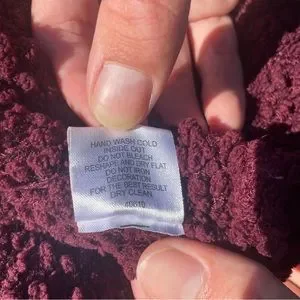 HAND WASH COLD
INSIDE OUT
DO NOT BLEACH
RESHAPE AND DRY FLAT
DO NOT IRON
DECORATION
FOR THE BEST RESULT
DRY CLEAN
40619